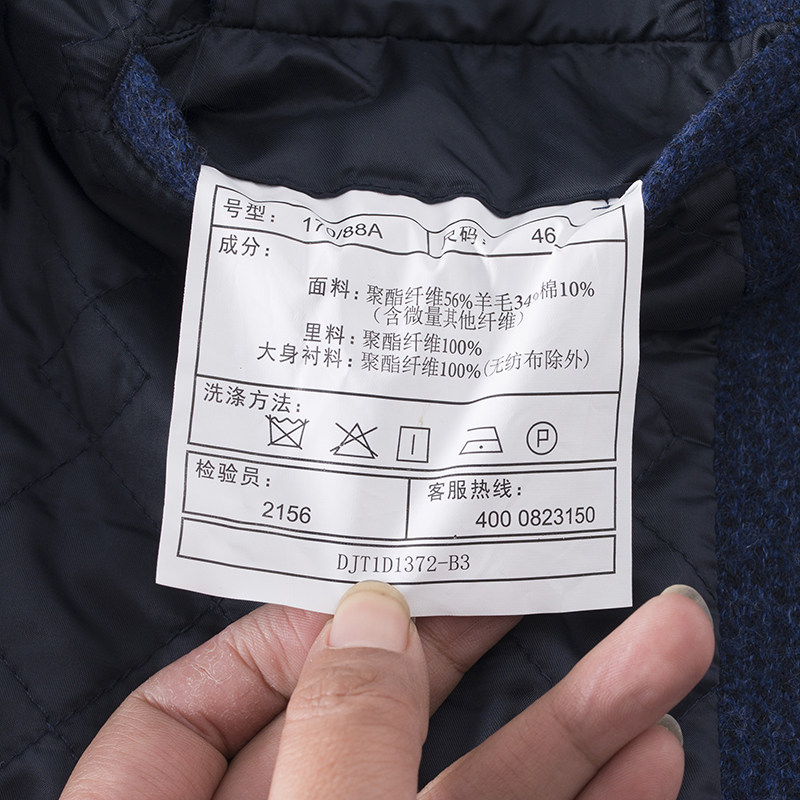 号型: 170/88A 尺码: 46
成分:
面料: 聚酯纤维56%羊毛34%棉10%
(含微量其他纤维)
里料: 聚酯纤维100%
大身衬料: 聚酯纤维100%(无纺布除外)
洗涤方法:
P
检验员: 客服热线:
2156 400 0823150
DJT1D1372-B3